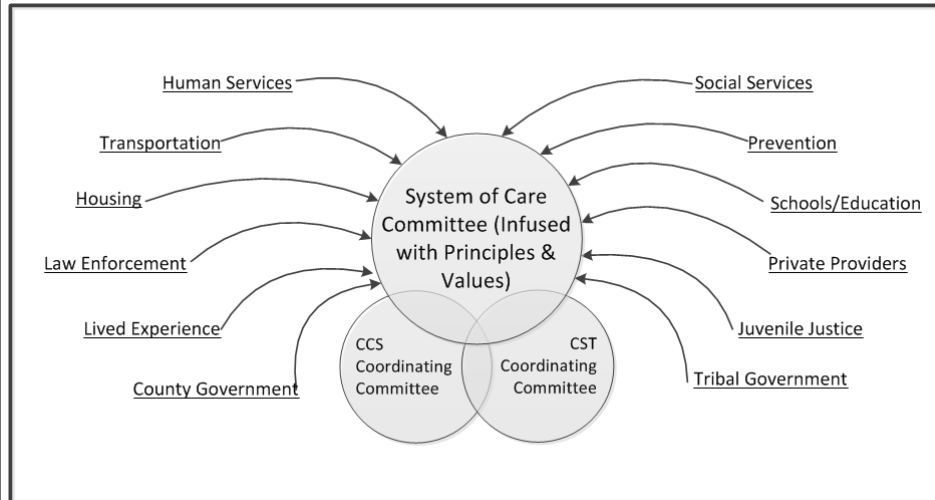 Human Services
Social Services
Transportation
Prevention
Housing
Schools/Education
System of Care
Committee (Infused
with Principles &
Values)
Law Enforcement
Private Providers
Lived Experience
Juvenile Justice
County Government
Tribal Government
CCS
Coordinating
Committee
CST
Coordinating
Committee